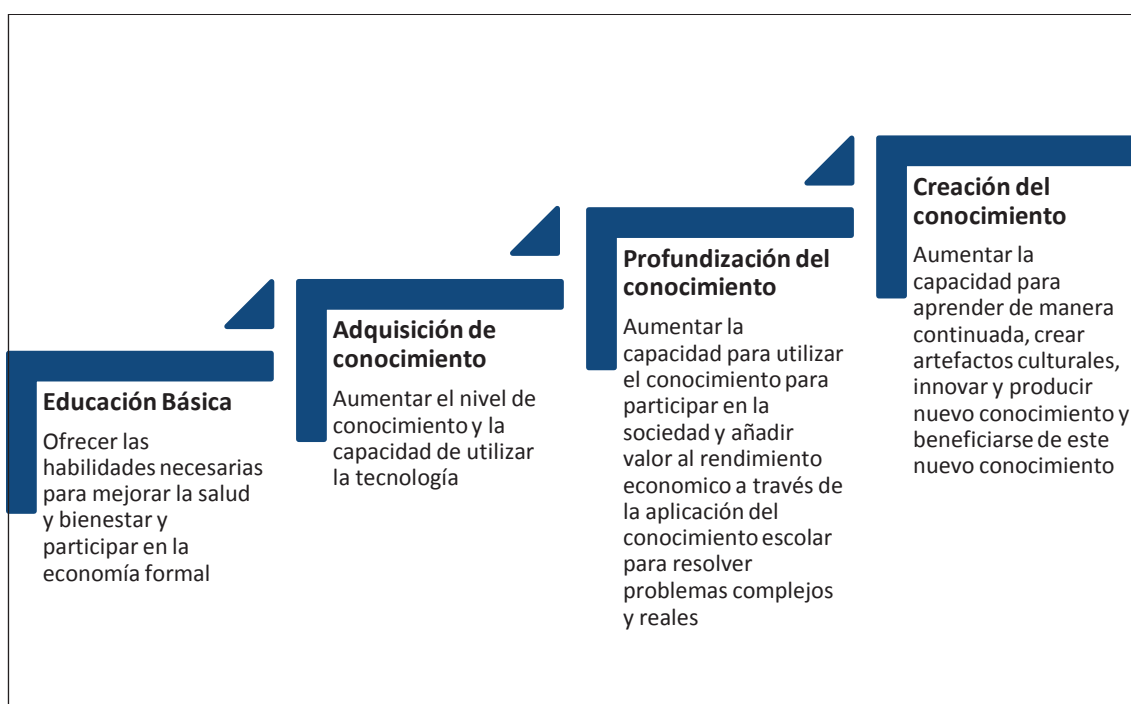 Educación Básica
Ofrecer las
habilidades necesarias
para mejorar la salud
y bienestar y
participar en la
economía formal
Adquisición de
conocimiento
Aumentar el nivel de
conocimiento y la
capacidad de utilizar
la tecnología
Profundización del
conocimiento
Aumentar la
capacidad para utilizar
el conocimiento para
participar en la
sociedad y añadir
valor al rendimiento
economico a través de
la aplicación del
conocimiento escolar
para resolver
problemas complejos
y reales
Creación del
conocimiento
Aumentar la
capacidad para
aprender de manera
continuada, crear
artefactos culturales,
innovar y producir
nuevo conocimiento y
beneficiarse de este
nuevo conocimiento